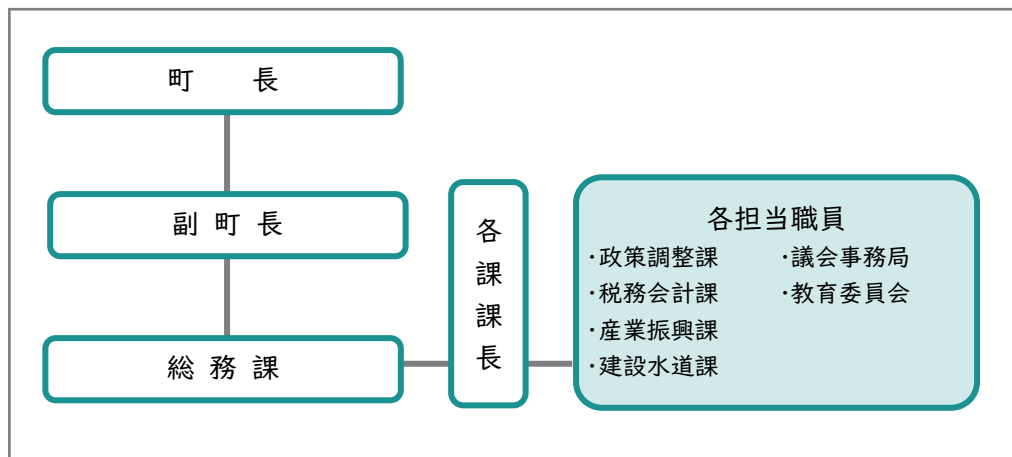 町 長
副 町 長
総 務 課
各課課長
各担当職員
・政策調整課
・税務会計課
・産業振興課
・建設水道課
・議会事務局
・教育委員会